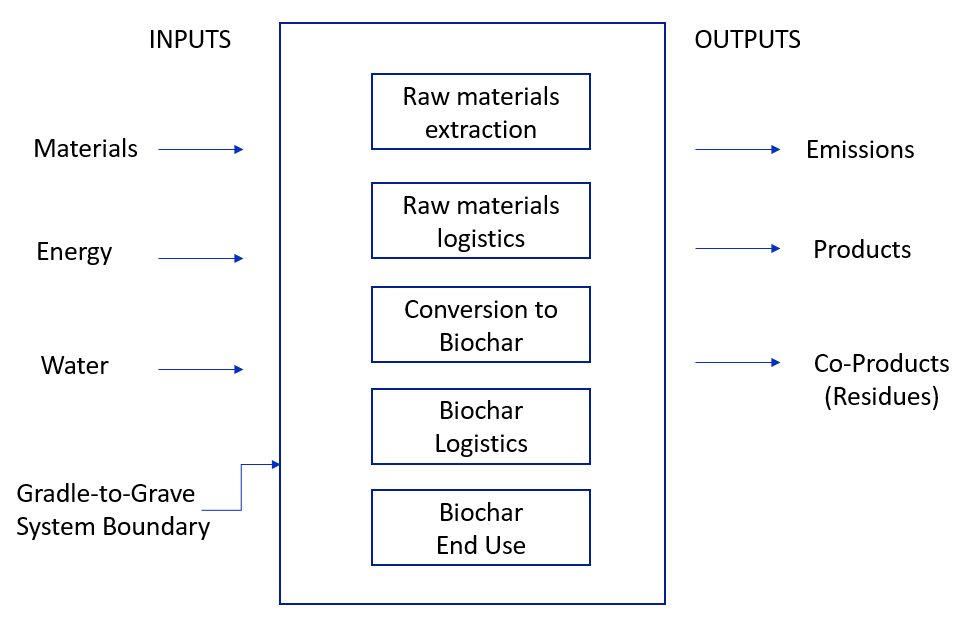 INPUTS
OUTPUTS
Raw materials
extraction
Materials
Emissions
Raw materials
logistics
Energy
Products
Conversion to
Biochar
Water
Co-Products
(Residues)
Biochar
Logistics
Gradle-to-Grave
System Boundary
Biochar
End Use